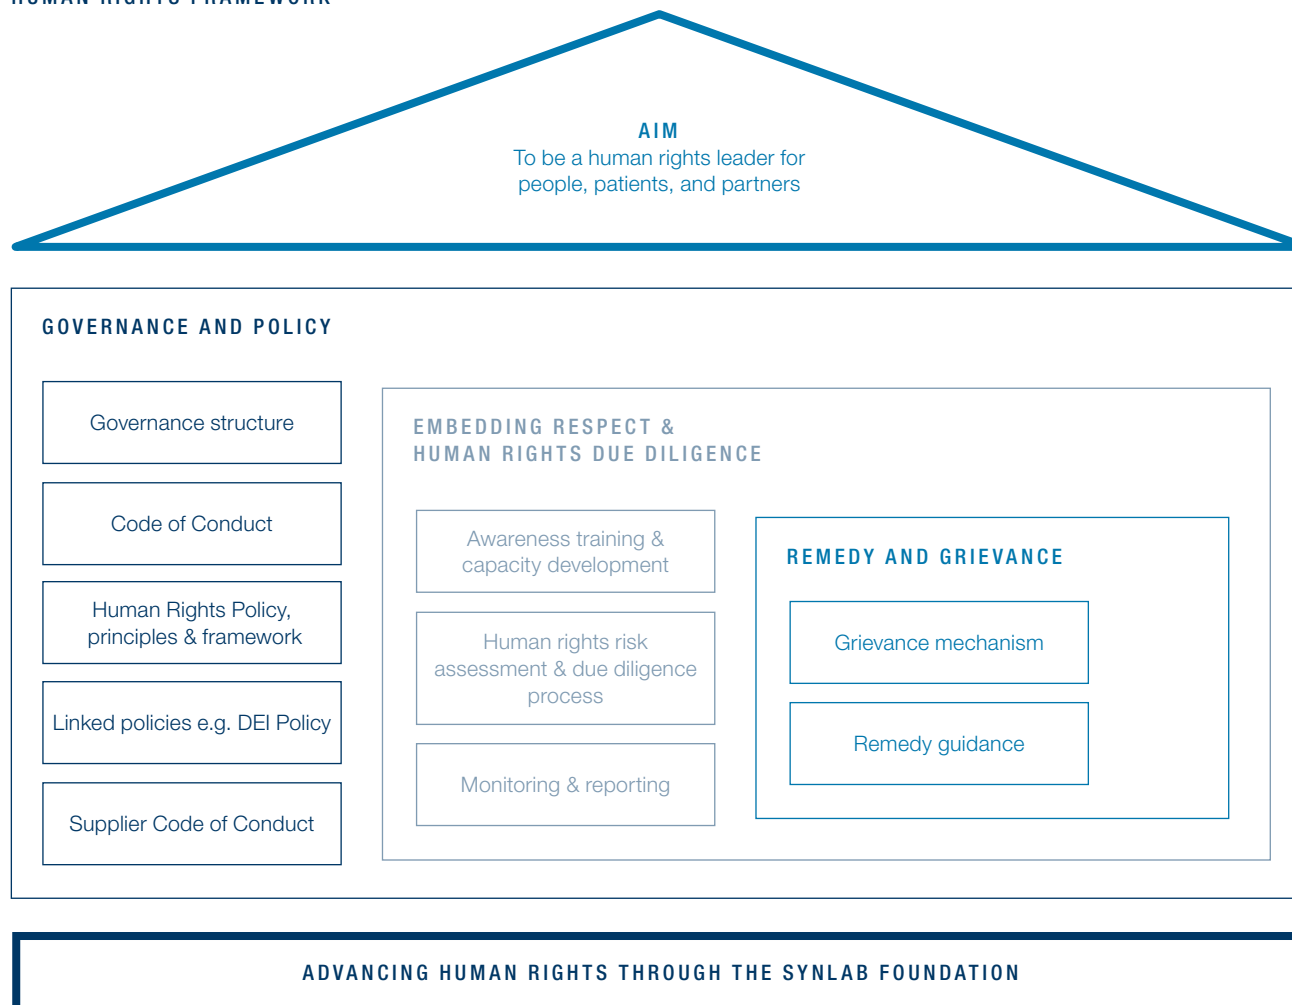 HUMAN RIGHTS FRAMEWORK
AIM
To be a human rights leader for
people, patients, and partners
GOVERNANCE AND POLICY
Governance structure
Code of Conduct
Human Rights Policy,
principles & framework
Linked policies e.g. DEI Policy
Supplier Code of Conduct
EMBEDDING RESPECT &
HUMAN RIGHTS DUE DILIGENCE
Awareness training &
capacity development
Human rights risk
assessment & due diligence
process
Monitoring & reporting
REMEDY AND GRIEVANCE
Grievance mechanism
Remedy guidance
ADVANCING HUMAN RIGHTS THROUGH THE SYNLAB FOUNDATION